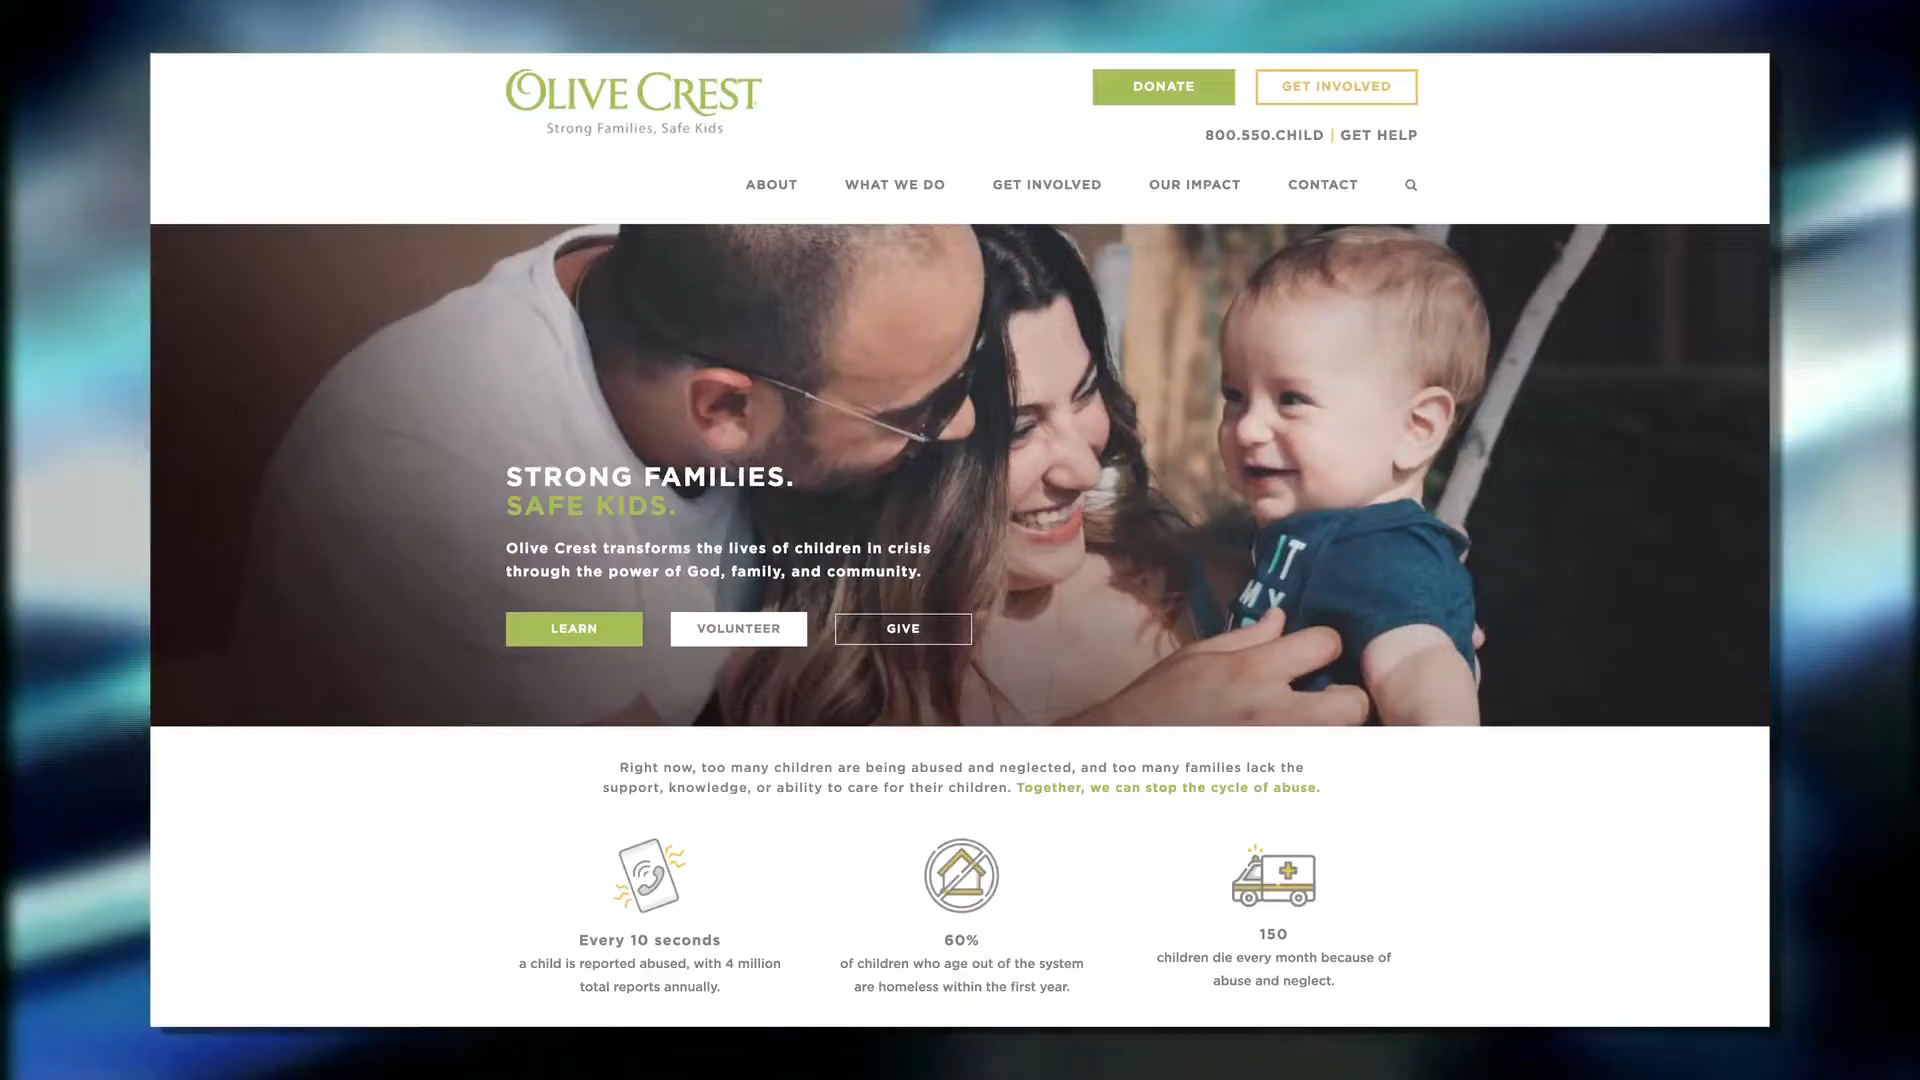 OLIVE CREST
Strong Families, Safe Kids
DONATE
GET INVOLVED
800.550.CHILD | GET HELP
ABOUT
WHAT WE DO
GET INVOLVED
OUR IMPACT
CONTACT
STRONG FAMILIES.
SAFE KIDS.
Olive Crest transforms the lives of children in crisis
through the power of God, family, and community.
LEARN
VOLUNTEER
GIVE
IT
MY
Right now, too many children are being abused and neglected, and too many families lack the
support, knowledge, or ability to care for their children. Together, we can stop the cycle of abuse.
Every 10 seconds
a child is reported abused, with 4 million
total reports annually.
60%
of children who age out of the system
are homeless within the first year.
150
children die every month because of
abuse and neglect.